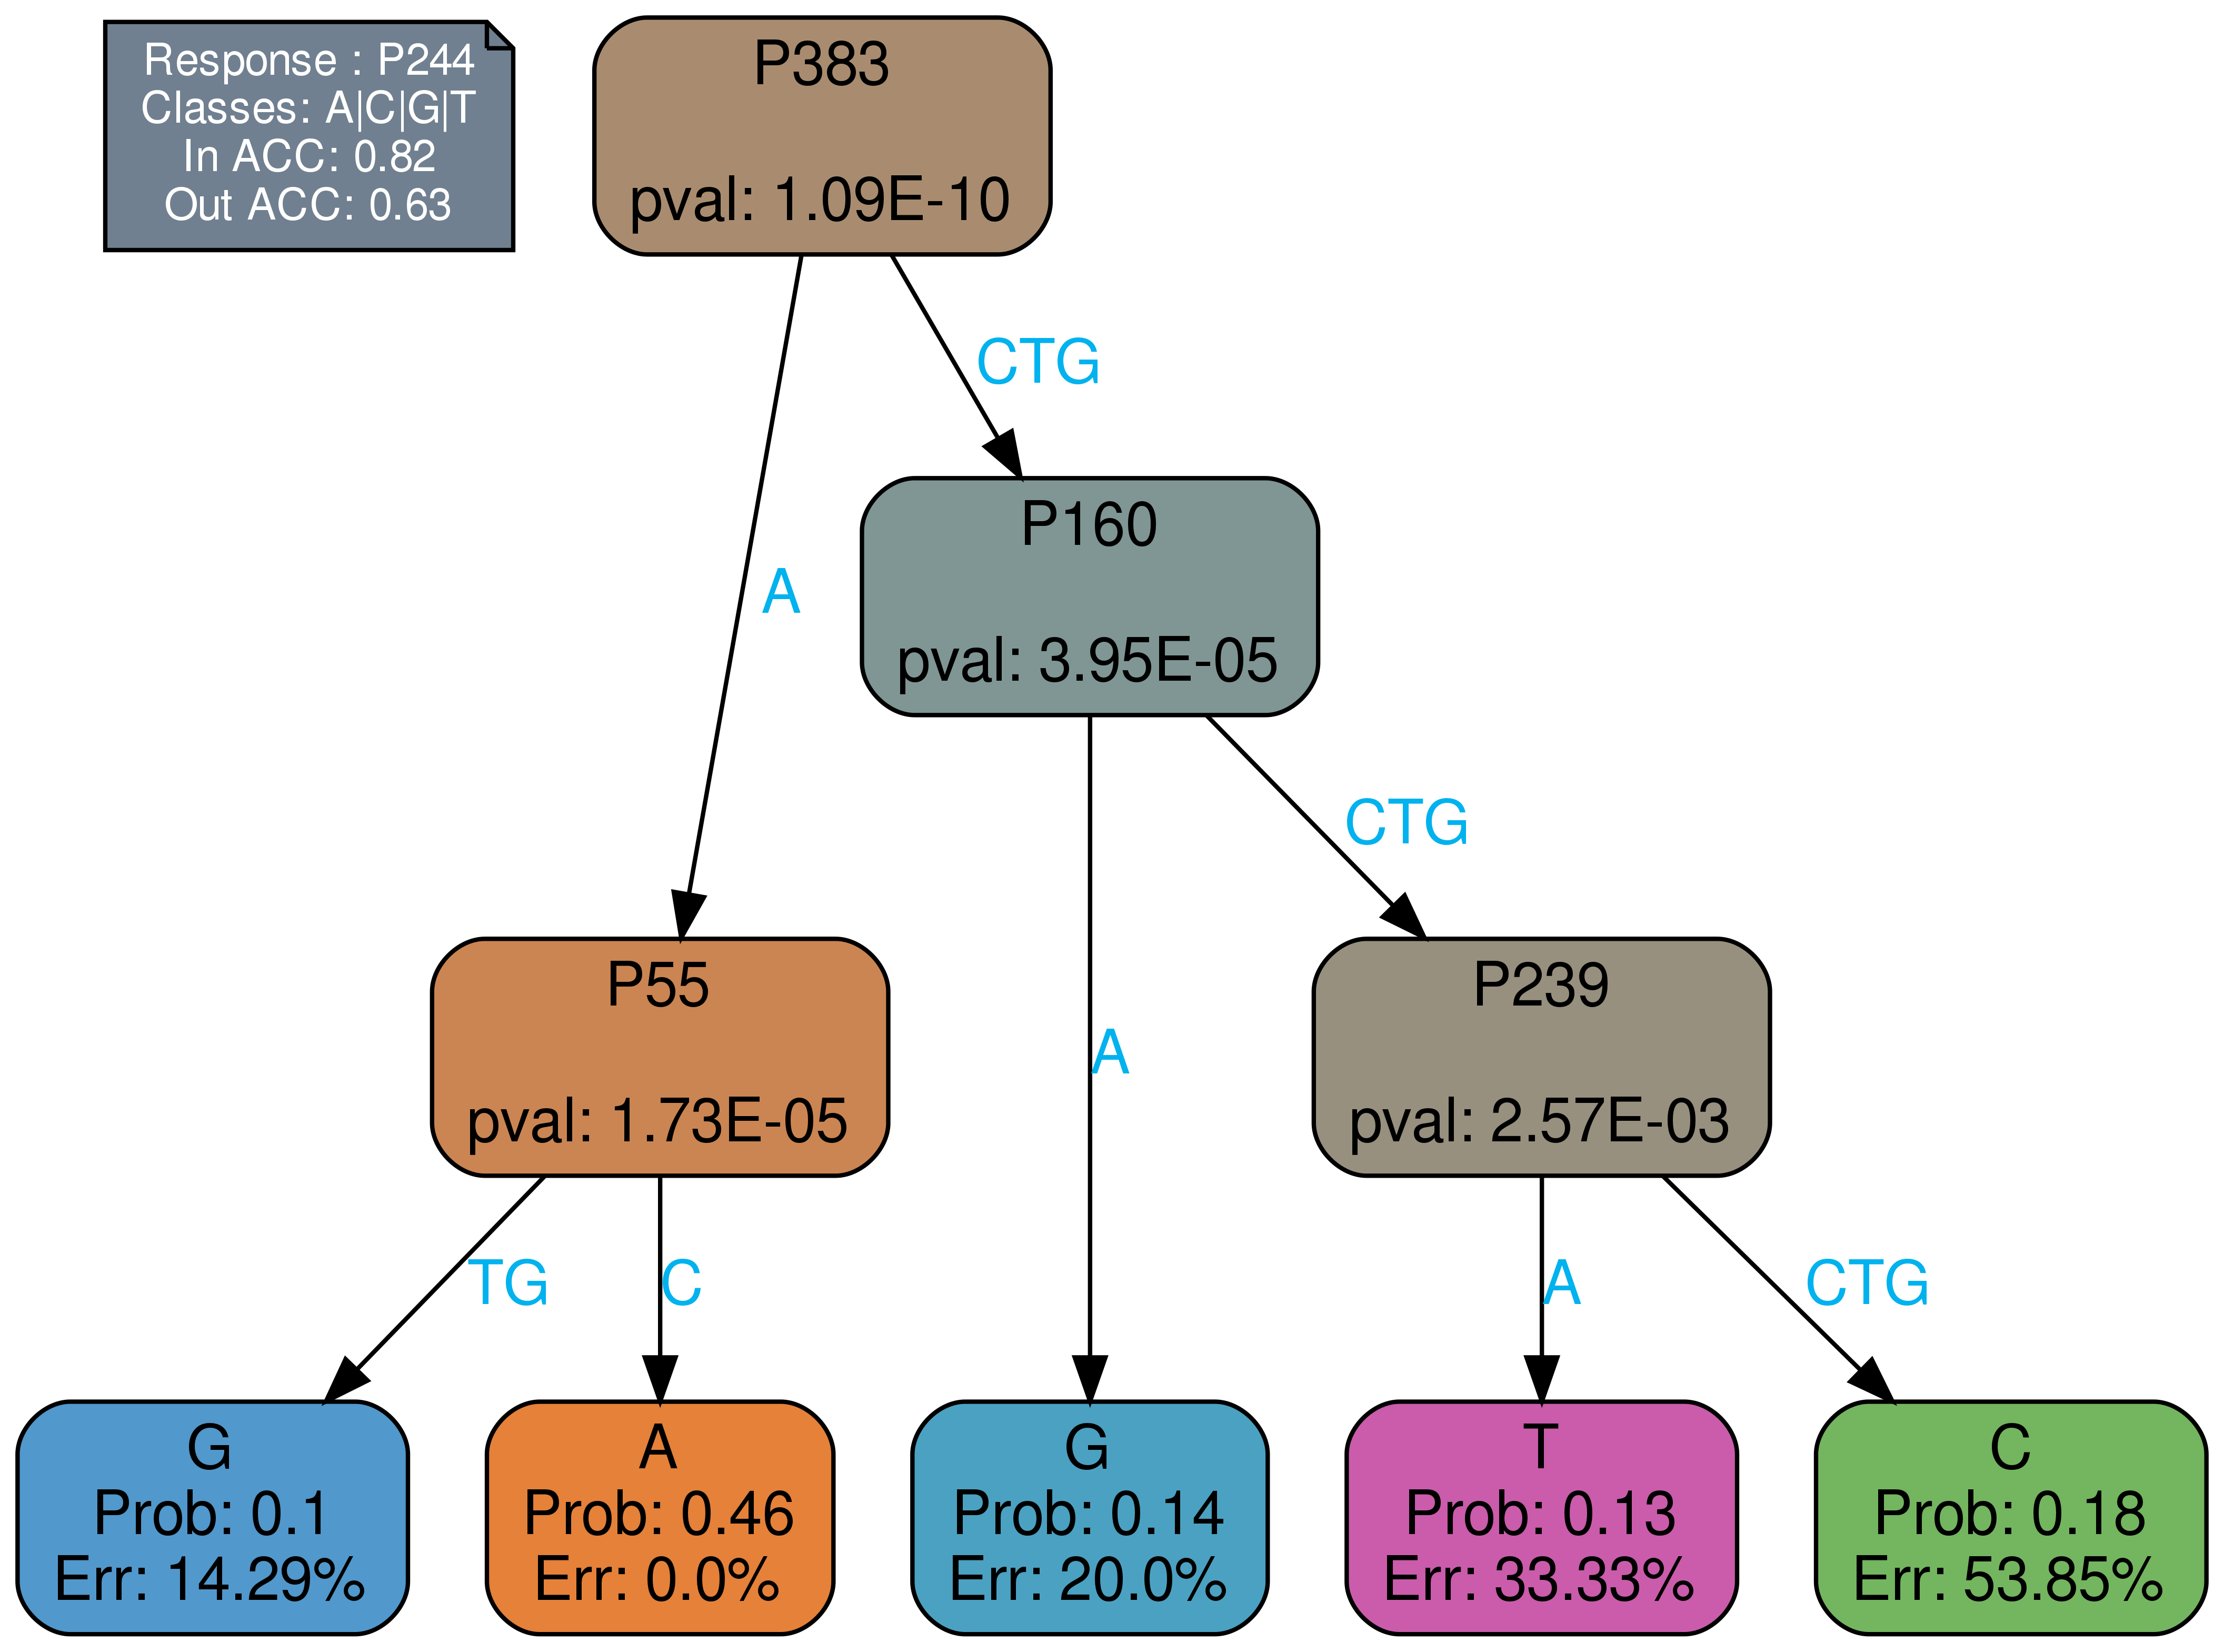 Response : P244
Classes: A|C|G|T
In ACC: 0.82
Out ACC: 0.63
P383
pval: 1.09E-10
CTG
P160
pval: 3.95E-05
A
CTG
P55
pval: 1.73E-05
A
P239
pval: 2.57E-03
TG
C
A
CTG
G
Prob: 0.1
Err: 14.29%
A
Prob: 0.46
Err: 0.0%
G
Prob: 0.14
Err: 20.0%
T
Prob: 0.13
Err: 33.33%
C
Prob: 0.18
Err: 53.85%